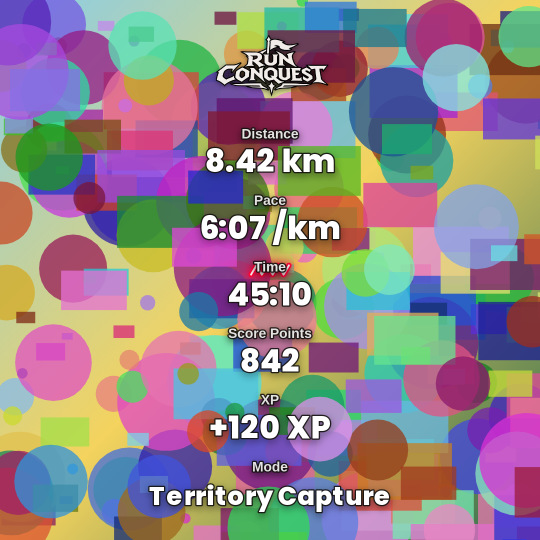 RUN
CONQUEST
Distance
8.42 km
Pace
6:07 /km
Time
45:10
Score Points
842
XP
+120 XP
Mode
Territory Capture